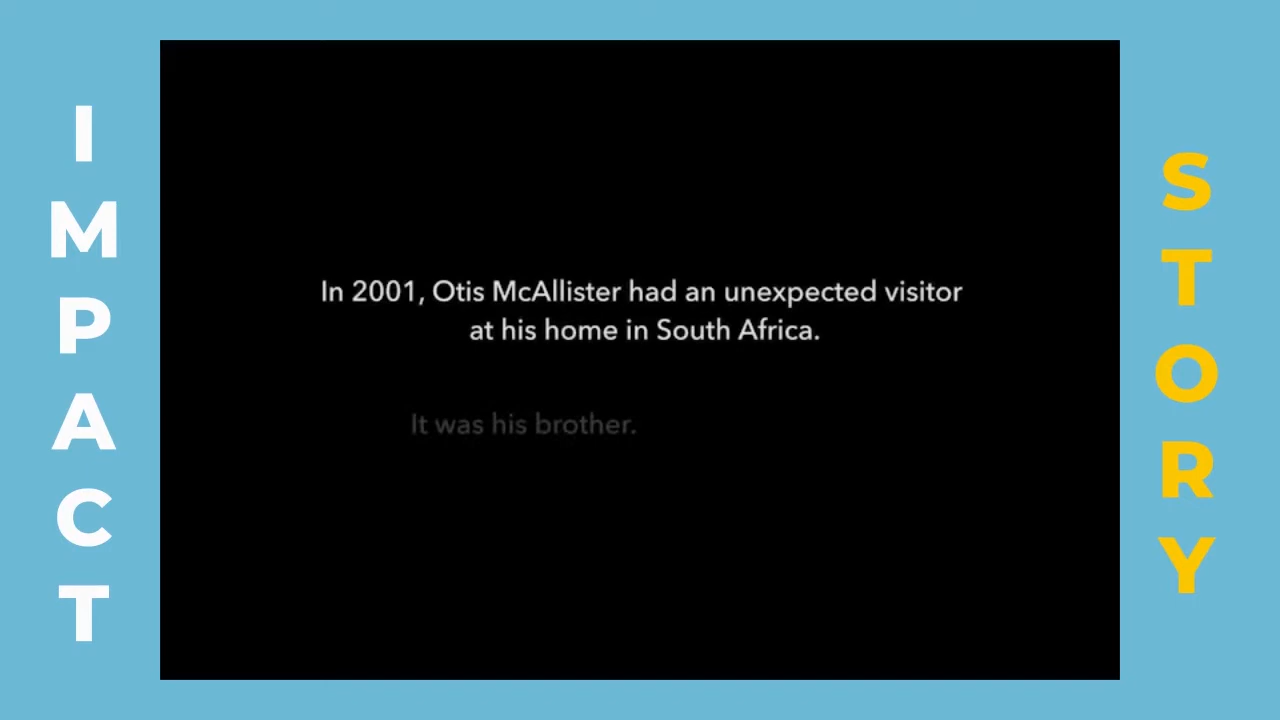 IMPACT
In 2001, Otis McAllister had an unexpected visitor
at his home in South Africa.
It was his brother.
STORY